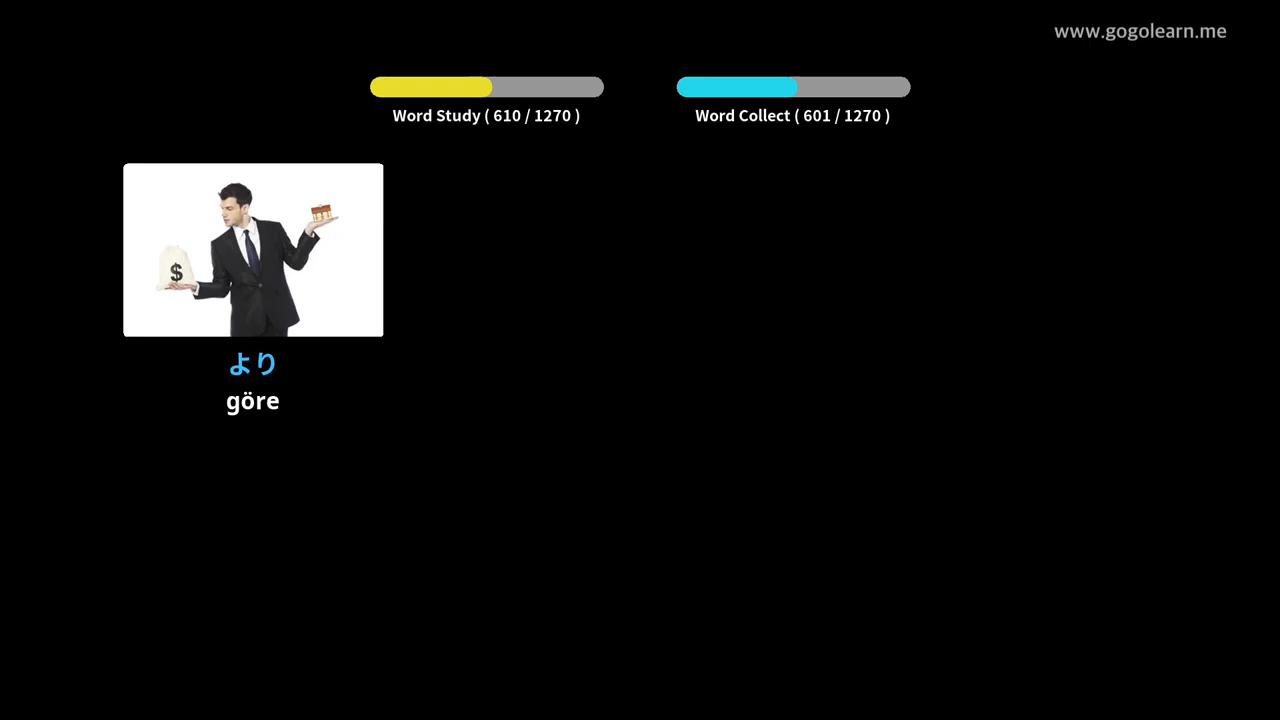 www.gogolearn.me
Word Study ( 610 / 1270 )
Word Collect ( 601 / 1270 )
$
より
göre